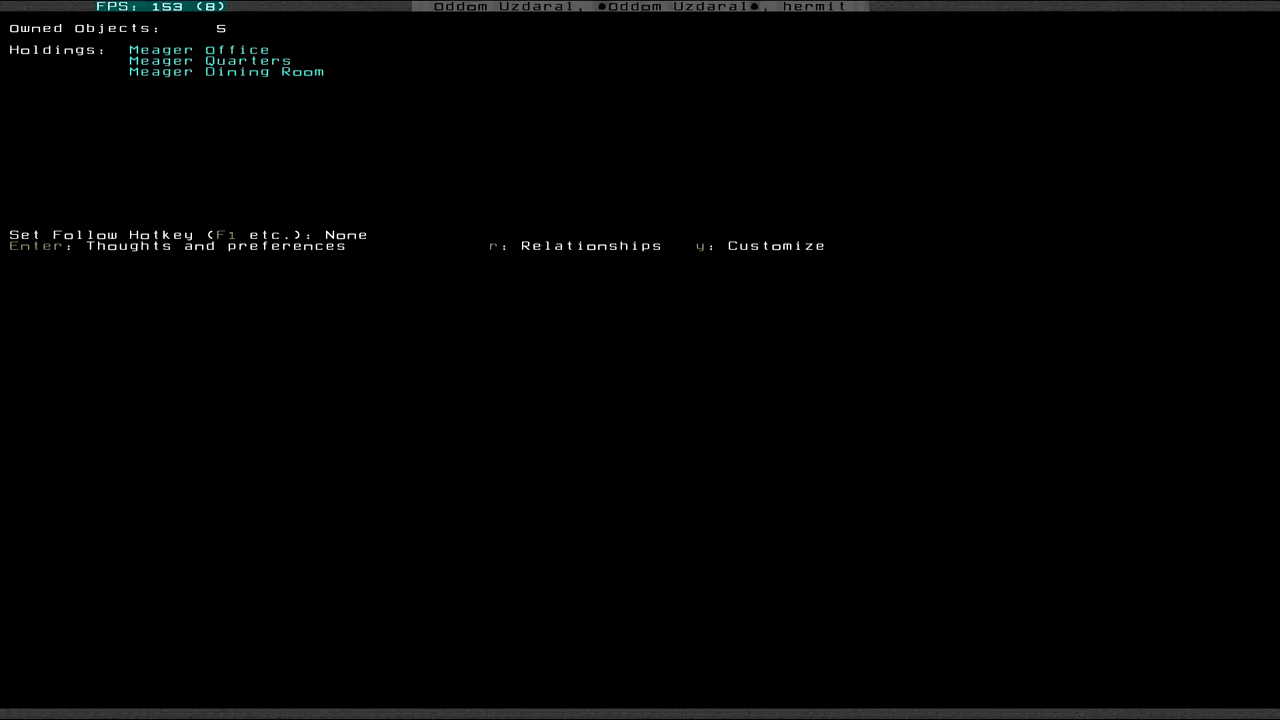 FPS: 153 (8) Oddom Uzdaral, ●Oddom Uzdaral●, hermit
Owned Objects: 5
Holdings: Meager Office
Meager Quarters
Meager Dining Room
Set Follow Hotkey (F1 etc.): None
Enter: Thoughts and preferences r: Relationships y: Customize